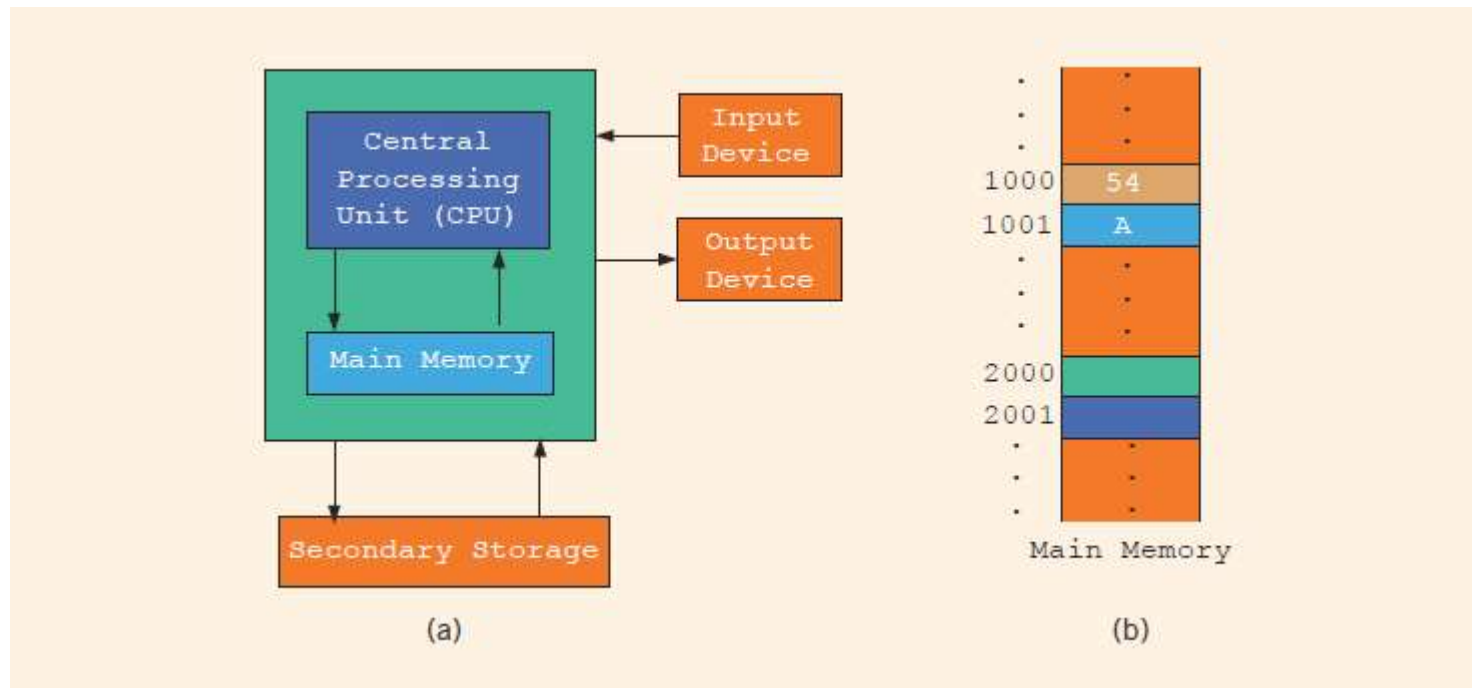 Central
Processing
Unit (CPU)
Main Memory
Input
Device
Output
Device
Secondary Storage
(a)
.
.
.
1000 54
1001 A
.
.
.
2000
2001
.
.
.
Main Memory
(b)